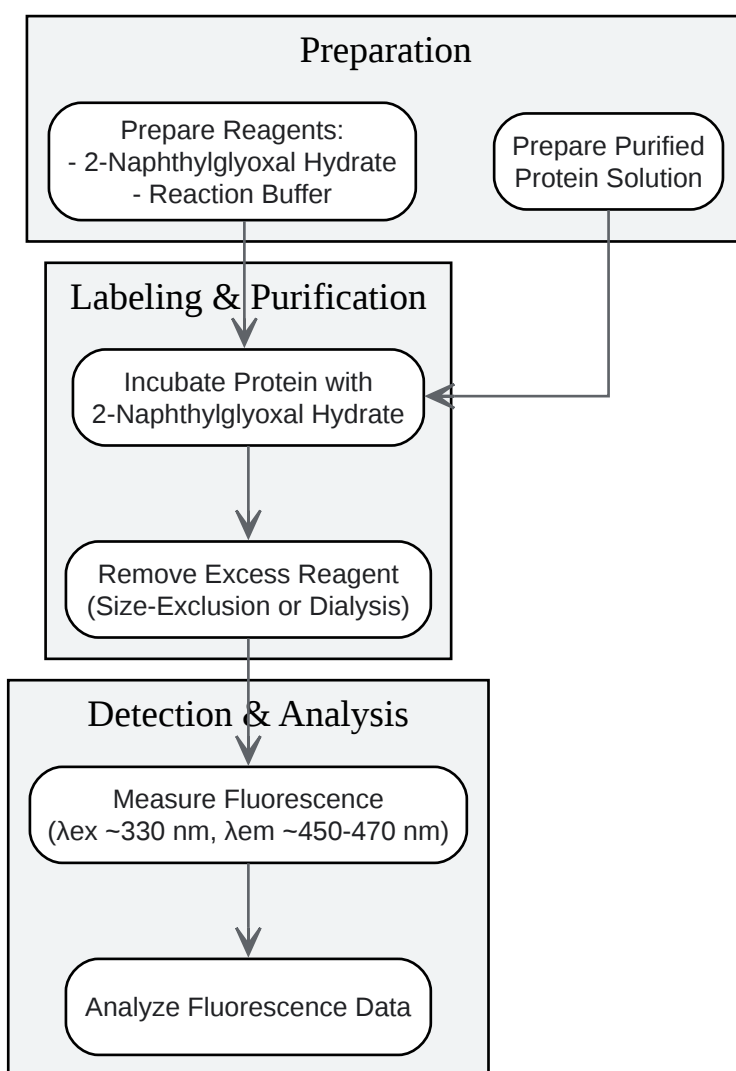 Preparation
Prepare Reagents:
- 2-Naphthylglyoxal Hydrate
- Reaction Buffer
Prepare Purified
Protein Solution
Labeling & Purification
Incubate Protein with
2-Naphthylglyoxal Hydrate
Remove Excess Reagent
(Size-Exclusion or Dialysis)
Detection & Analysis
Measure Fluorescence
(λex ~330 nm, λem ~450-470 nm)
Analyze Fluorescence Data